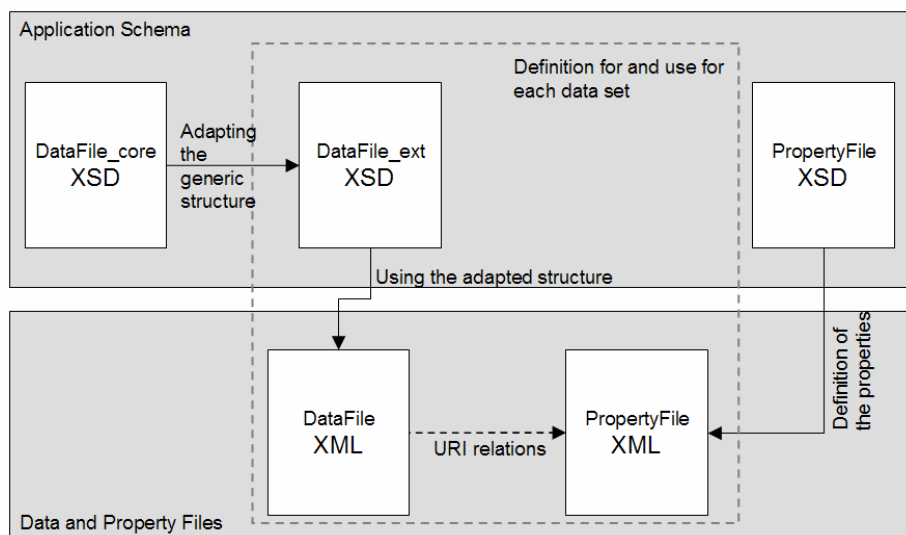 Application Schema
Definition for and use for
each data set
DataFile_core
XSD
Adapting
the
generic
structure
DataFile_ext
XSD
PropertyFile
XSD
Using the adapted structure
DataFile
XML
URI relations
PropertyFile
XML
Definition of
the properties
Data and Property Files